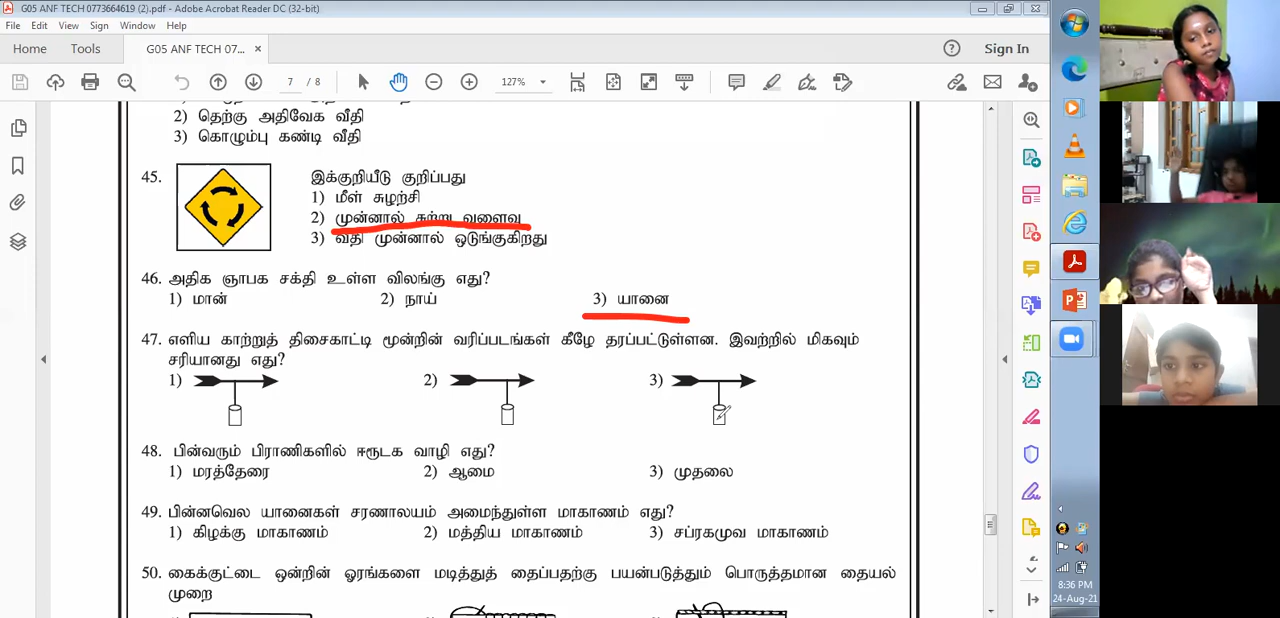 G05 ANF TECH 0773664619 (2).pdf - Adobe Acrobat Reader DC (32-bit)
File Edit View Sign Window Help
Home Tools G05 ANF TECH 07... × Sign In
7 / 8 127%
2) தெற்கு அதிவேக வீதி
3) கொழும்பு கண்டி வீதி
45. இக்குறியீடு குறிப்பது
1) மீள் சுழற்சி
2) முன்னால் சுற்று வளைவு
3) வீதி முன்னால் ஒடுங்குகிறது
46. அதிக ஞாபக சக்தி உள்ள விலங்கு எது?
1) மான் 2) நாய் 3) யானை
47. எளிய காற்றுத் திசைகாட்டி மூன்றின் வரிப்படங்கள் கீழே தரப்பட்டுள்ளன. இவற்றில் மிகவும்
சரியானது எது?
1) 2) 3)
48. பின்வரும் பிராணிகளில் ஈரூடக வாழி எது?
1) மரத்தேரை 2) ஆமை 3) முதலை
49. பின்னவெல யானைகள் சரணாலயம் அமைந்துள்ள மாகாணம் எது?
1) கிழக்கு மாகாணம் 2) மத்திய மாகாணம் 3) சப்ரகமுவ மாகாணம்
50. கைக்குட்டை ஒன்றின் ஓரங்களை மடித்துத் தைப்பதற்கு பயன்படுத்தும் பொருத்தமான தையல்
முறை
8:36 PM
24-Aug-21